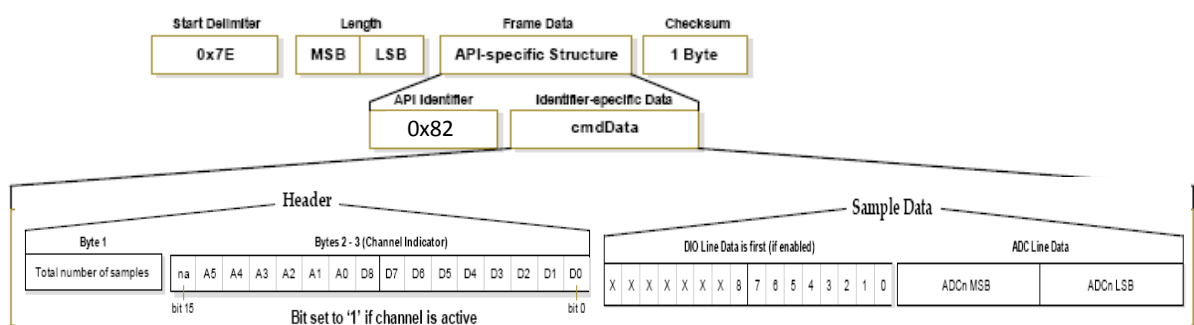 Start Delimiter Length Frame Data Checksum
0x7E MSB LSB API-specific Structure 1 Byte
API Identifier Identifier-specific Data
0x82 cmdData
Header Sample Data
Byte 1 Bytes 2 - 3 (Channel Indicator) DIO Line Data is first (if enabled) ADC Line Data
Total number of samples na A5 A4 A3 A2 A1 A0 D8 D7 D6 D5 D4 D3 D2 D1 D0 X X X X X X X 8 7 6 5 4 3 2 1 0 ADCn MSB ADCn LSB
bit 15 bit 0
Bit set to '1' if channel is active